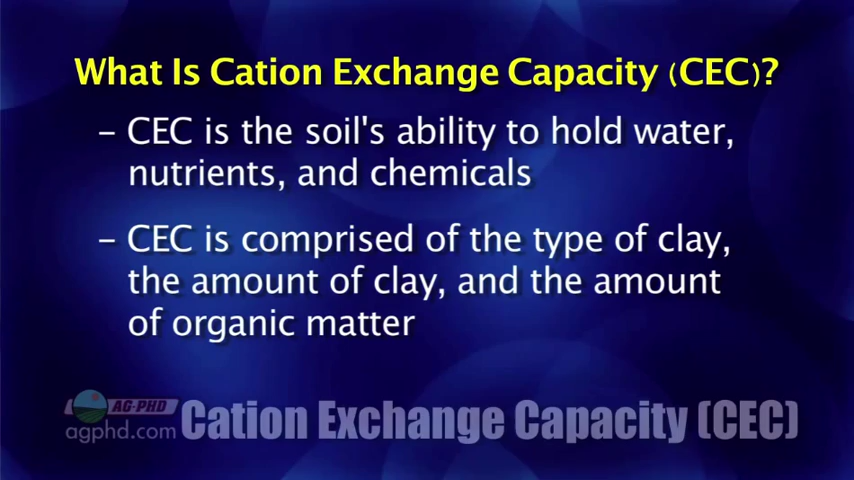 What Is Cation Exchange Capacity (CEC)?
– CEC is the soil's ability to hold water,
nutrients, and chemicals
– CEC is comprised of the type of clay,
the amount of clay, and the amount
of organic matter
AG-PHD
agphd.com
Cation Exchange Capacity (CEC)